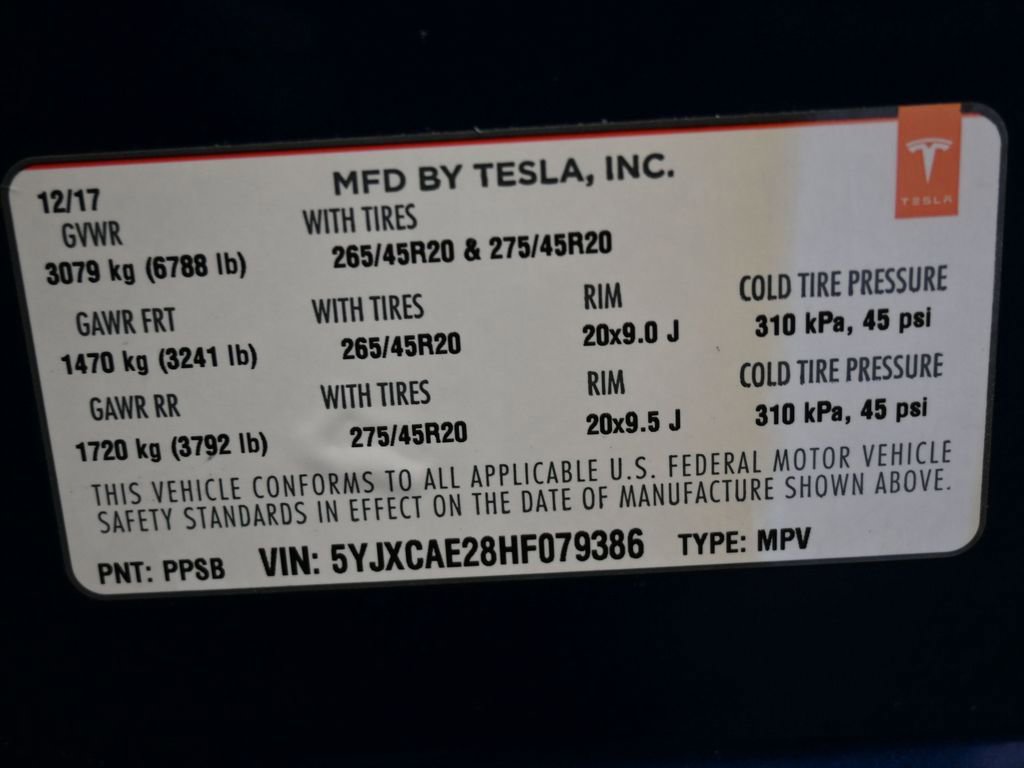 MFD BY TESLA, INC.
TESLA
12/17
GVWR WITH TIRES
3079 kg (6788 lb) 265/45R20 & 275/45R20
GAWR FRT WITH TIRES RIM COLD TIRE PRESSURE
1470 kg (3241 lb) 265/45R20 20x9.0 J 310 kPa, 45 psi
GAWR RR WITH TIRES RIM COLD TIRE PRESSURE
1720 kg (3792 lb) 275/45R20 20x9.5 J 310 kPa, 45 psi
THIS VEHICLE CONFORMS TO ALL APPLICABLE U.S. FEDERAL MOTOR VEHICLE
SAFETY STANDARDS IN EFFECT ON THE DATE OF MANUFACTURE SHOWN ABOVE.
PNT: PPSB VIN: 5YJXCAE28HF079386 TYPE: MPV